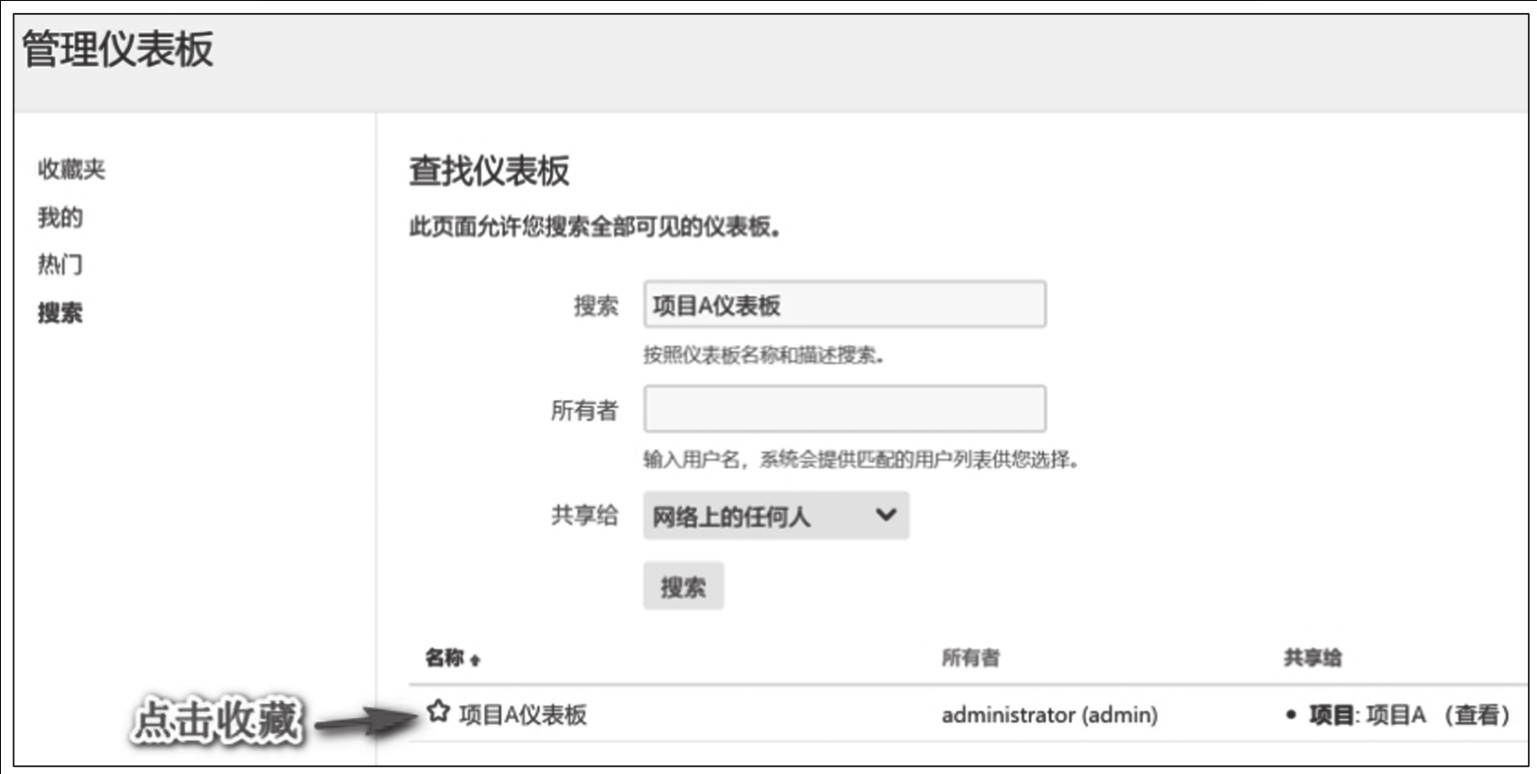 管理仪表板
收藏夹
我的
热门
搜索
查找仪表板
此页面允许您搜索全部可见的仪表板。
搜索 项目A仪表板
按照仪表板名称和描述搜索。
所有者
输入用户名，系统会提供匹配的用户列表供您选择。
共享给 网络上的任何人
搜索
名称 所有者 共享给
点击收藏 项目A仪表板 administrator (admin) • 项目: 项目A （查看）